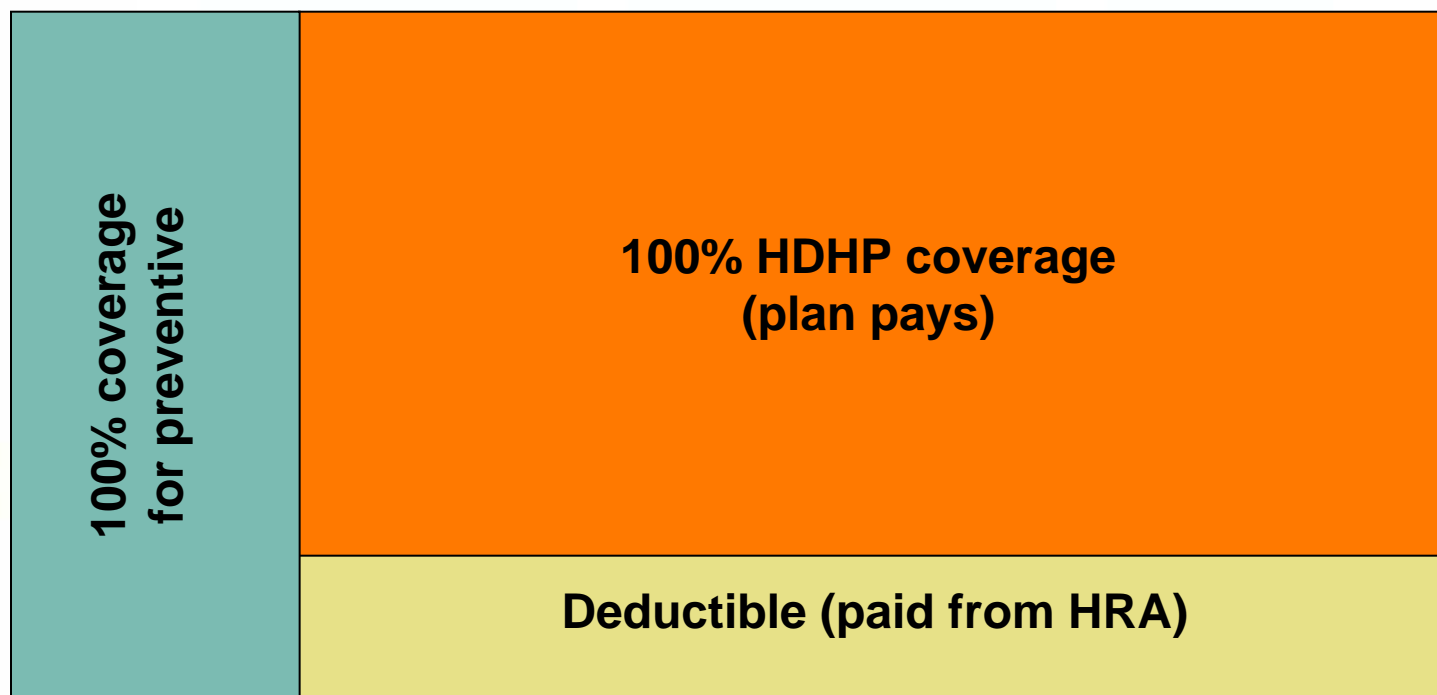 100% coverage
for preventive
100% HDHP coverage
(plan pays)
Deductible (paid from HRA)